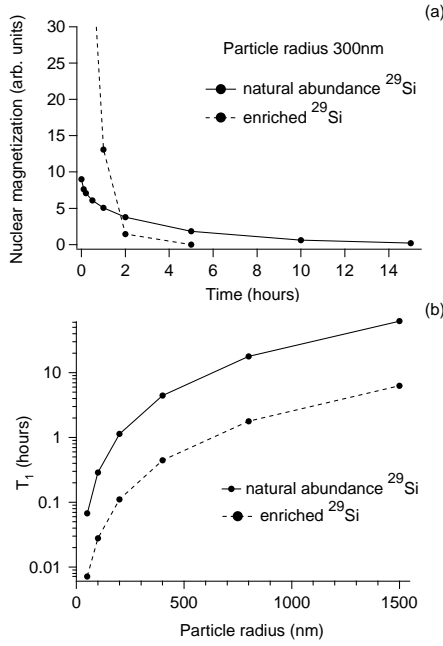 (a)
Nuclear magnetization (arb. units)
30
25
20
15
10
5
0
Particle radius 300nm
natural abundance ²⁹Si
enriched ²⁹Si
0 2 4 6 8 10 12 14
Time (hours)
(b)
T₁ (hours)
10
1
0.1
0.01
natural abundance ²⁹Si
enriched ²⁹Si
0 500 1000 1500
Particle radius (nm)